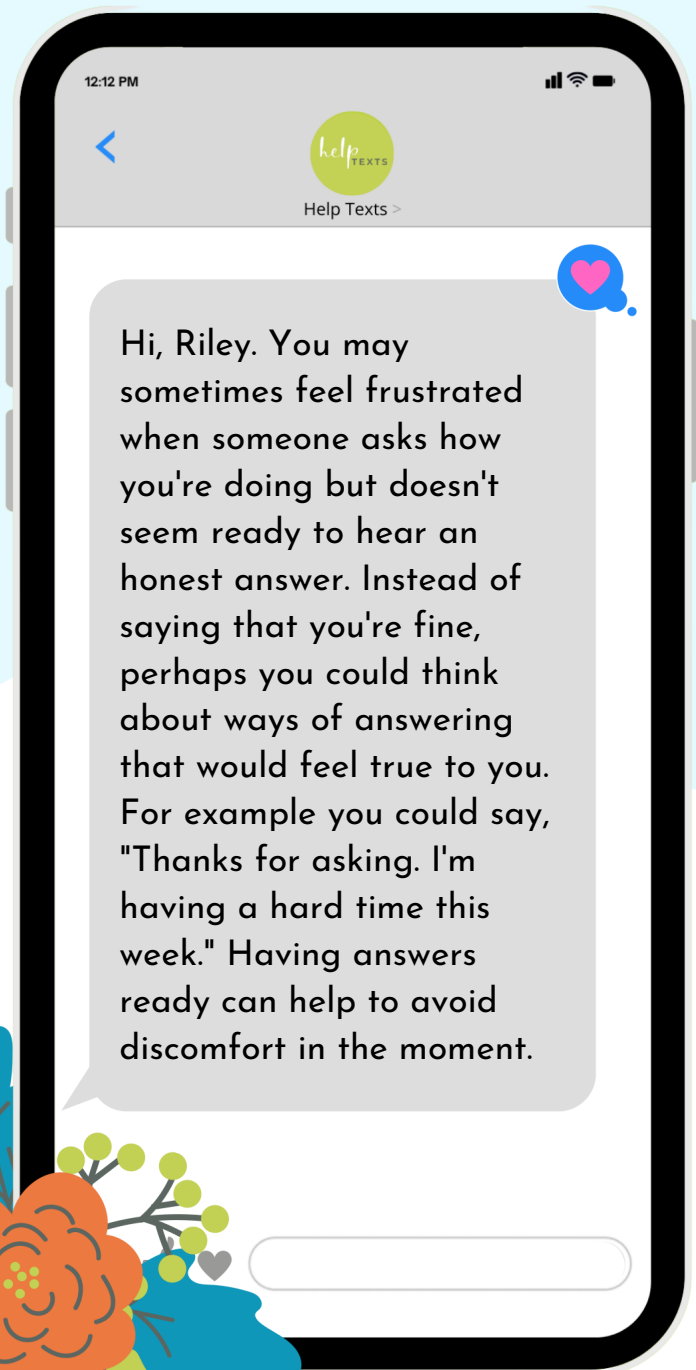 12:12 PM
help
TEXTS
Help Texts >
Hi, Riley. You may
sometimes feel frustrated
when someone asks how
you're doing but doesn't
seem ready to hear an
honest answer. Instead of
saying that you're fine,
perhaps you could think
about ways of answering
that would feel true to you.
For example you could say,
"Thanks for asking. I'm
having a hard time this
week." Having answers
ready can help to avoid
discomfort in the moment.